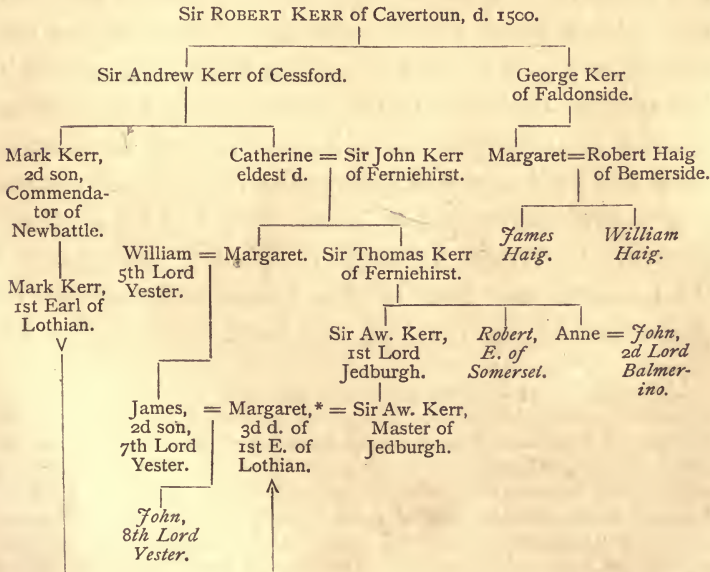 Sir ROBERT KERR of Cavertoun, d. 1500.
Sir Andrew Kerr of Cessford.
George Kerr
of Faldonside.
Mark Kerr,
2d son,
Commenda-
tor of
Newbattle.
Catherine = Sir John Kerr
eldest d. of Ferniehirst.
Margaret = Robert Haig
of Bemerside.
James
Haig.
William
Haig.
Mark Kerr,
1st Earl of
Lothian.
William = Margaret.
5th Lord
Yester.
Sir Thomas Kerr
of Ferniehirst.
Sir Aw. Kerr,
1st Lord
Jedburgh.
Robert,
E. of
Somerset.
Anne = John,
2d Lord
Balmer-
ino.
James, = Margaret,* = Sir Aw. Kerr,
2d son, 3d d. of Master of
7th Lord 1st E. of Jedburgh.
Yester. Lothian.
John,
8th Lord
Yester.